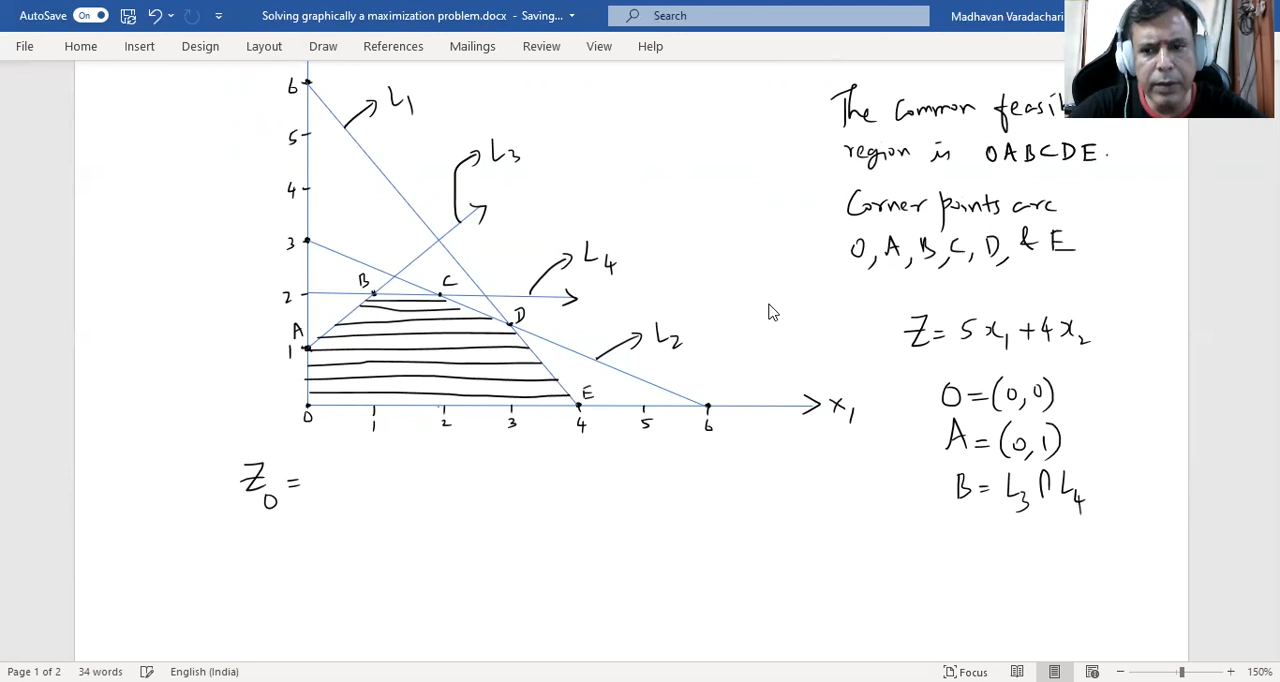 AutoSave On Solving graphically a maximization problem.docx - Saving... Search Madhavan Varadachari
File Home Insert Design Layout Draw References Mailings Review View Help
6
5
4
3
2
1
0
1 2 3 4 5 6
L1
L3
L4
L2
A
B
C
D
E
x1
The common feasi
region is OABCDE.
Corner points are
O, A, B, C, D, & E
Z = 5x1 + 4x2
O = (0,0)
A = (0,1)
B = L3 ∩ L4
Z0 =
Page 1 of 2 34 words English (India) Focus 150%